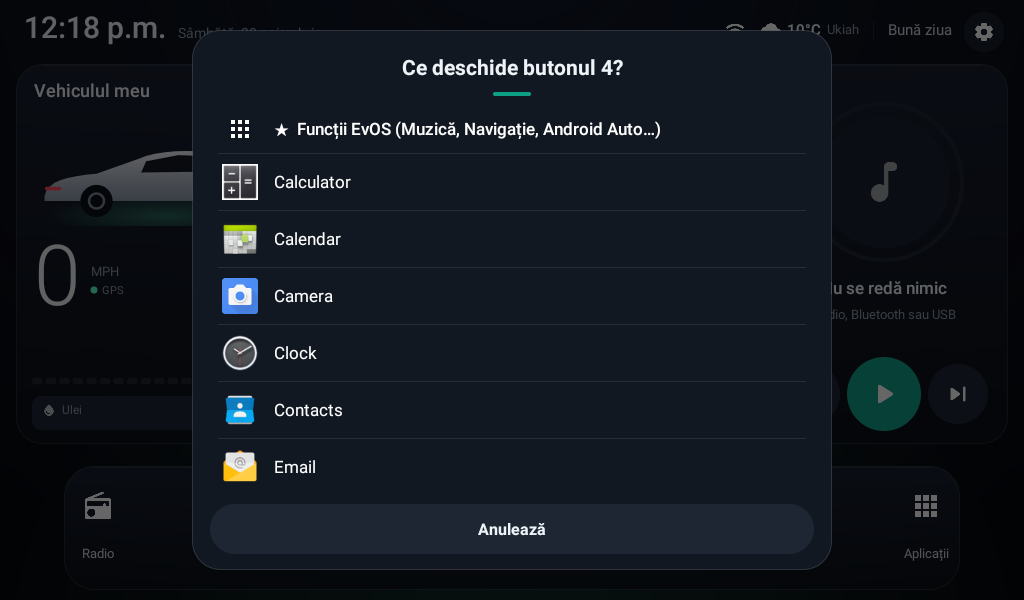 12:18 p.m.
10°C Ukiah
Bună ziua
Vehiculul meu
Ce deschide butonul 4?
★ Funcții EvOS (Muzică, Navigație, Android Auto…)
Calculator
Calendar
Camera
Clock
Contacts
Email
Anulează
0
MPH
GPS
Ulei
se redă nimic
Bluetooth sau USB
Radio
Aplicații